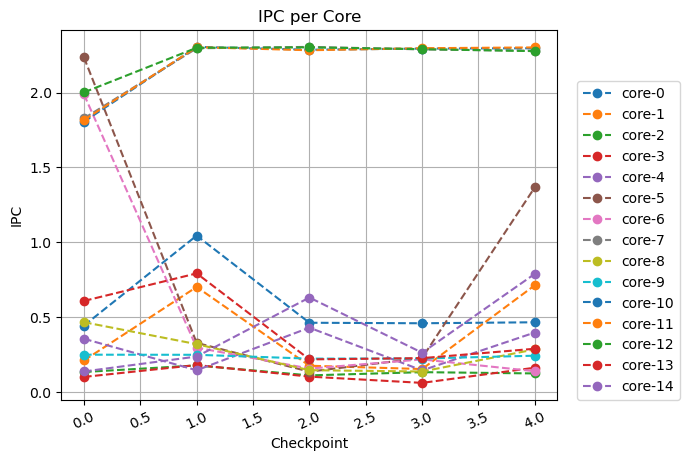 IPC per Core
IPC
2.0
1.5
1.0
0.5
0.0
0.0
0.5
1.0
1.5
2.0
2.5
3.0
3.5
4.0
Checkpoint
core-0
core-1
core-2
core-3
core-4
core-5
core-6
core-7
core-8
core-9
core-10
core-11
core-12
core-13
core-14